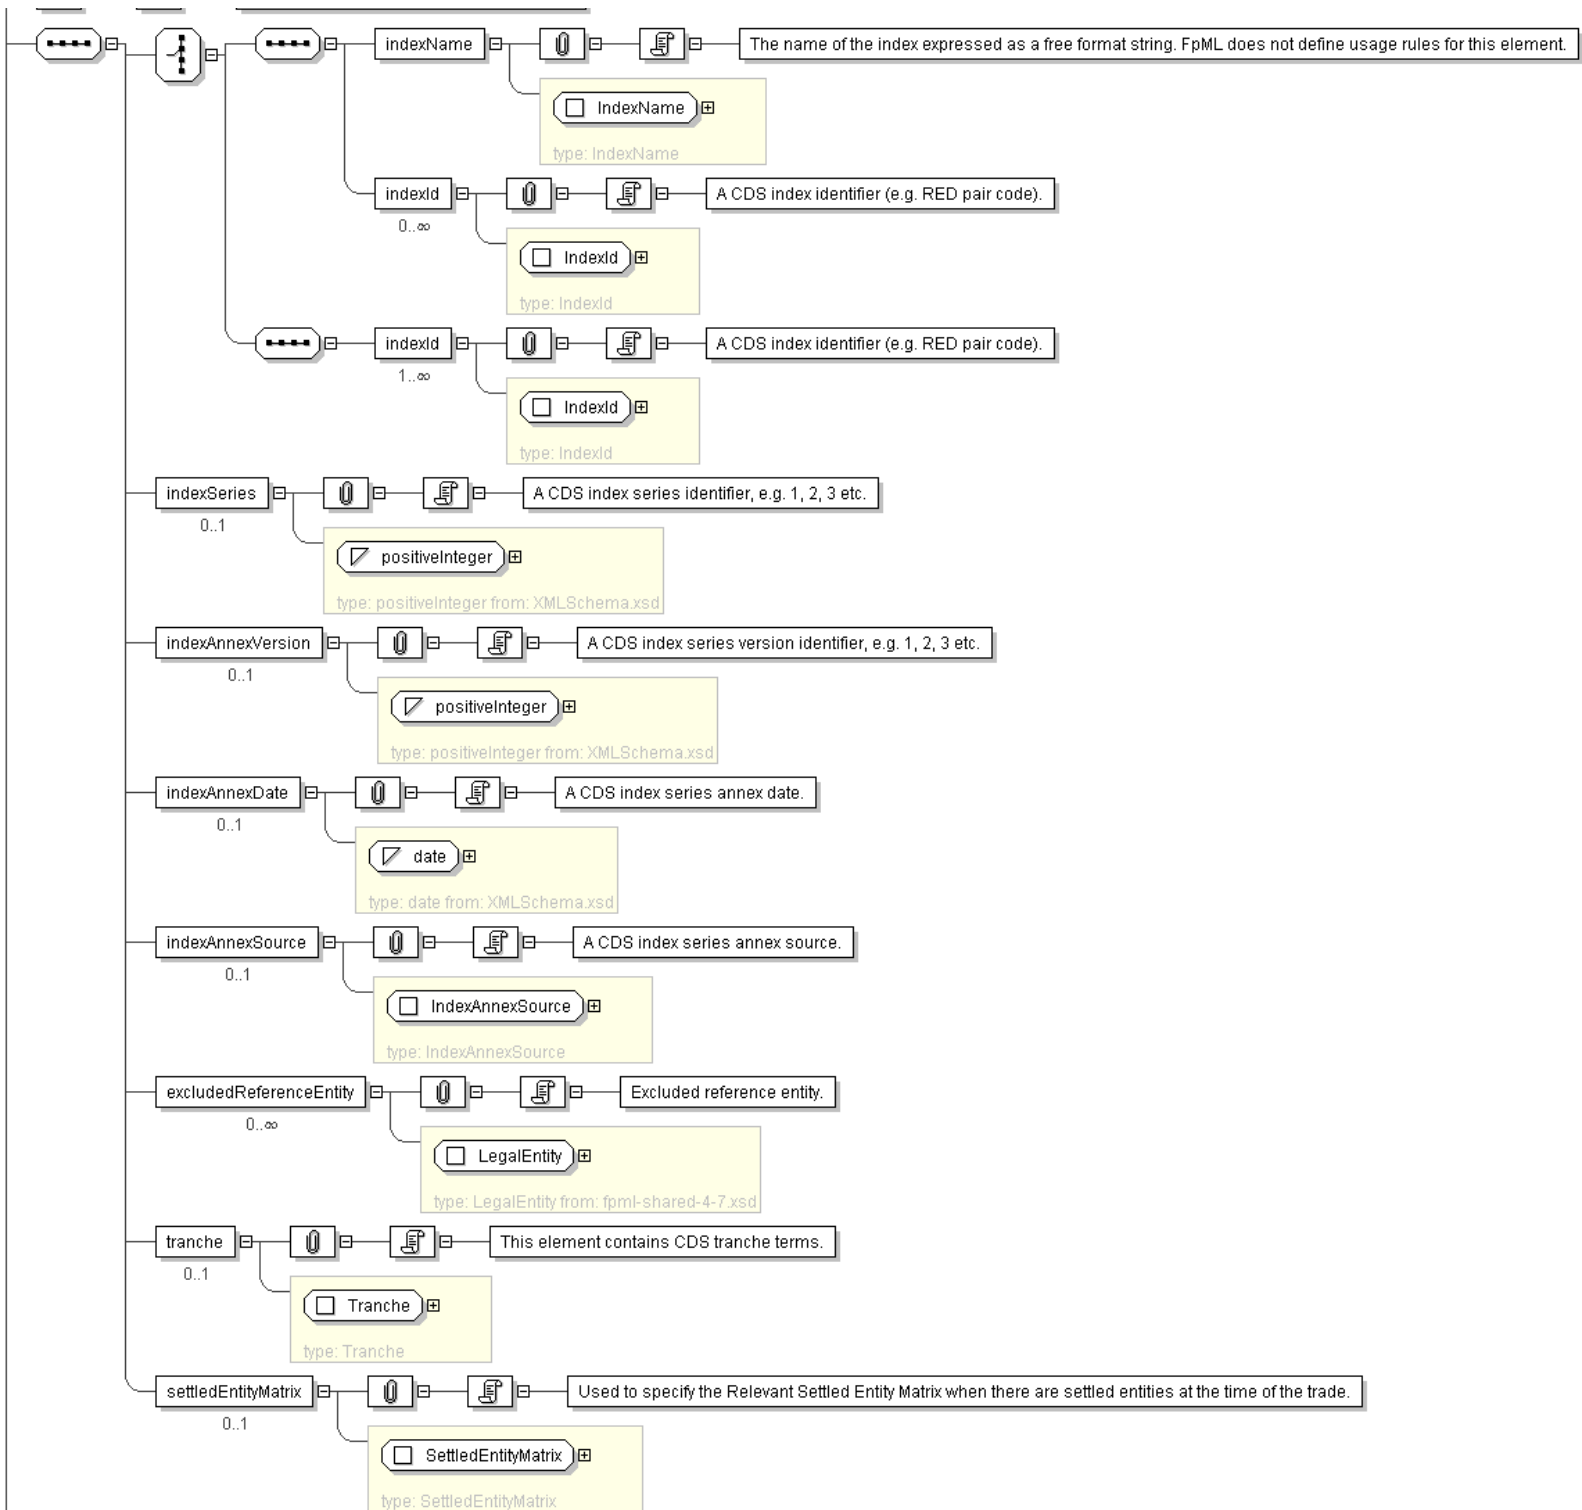 indexName
The name of the index expressed as a free format string. FpML does not define usage rules for this element.
IndexName
type: IndexName
indexId
A CDS index identifier (e.g. RED pair code).
0..∞
IndexId
type: IndexId
indexId
A CDS index identifier (e.g. RED pair code).
1..∞
IndexId
type: IndexId
indexSeries
A CDS index series identifier, e.g. 1, 2, 3 etc.
0..1
positiveInteger
type: positiveInteger from: XMLSchema.xsd
indexAnnexVersion
A CDS index series version identifier, e.g. 1, 2, 3 etc.
0..1
positiveInteger
type: positiveInteger from: XMLSchema.xsd
indexAnnexDate
A CDS index series annex date.
0..1
date
type: date from: XMLSchema.xsd
indexAnnexSource
A CDS index series annex source.
0..1
IndexAnnexSource
type: IndexAnnexSource
excludedReferenceEntity
Excluded reference entity.
0..∞
LegalEntity
type: LegalEntity from: fpml-shared-4-7.xsd
tranche
This element contains CDS tranche terms.
0..1
Tranche
type: Tranche
settledEntityMatrix
Used to specify the Relevant Settled Entity Matrix when there are settled entities at the time of the trade.
0..1
SettledEntityMatrix
type: SettledEntityMatrix